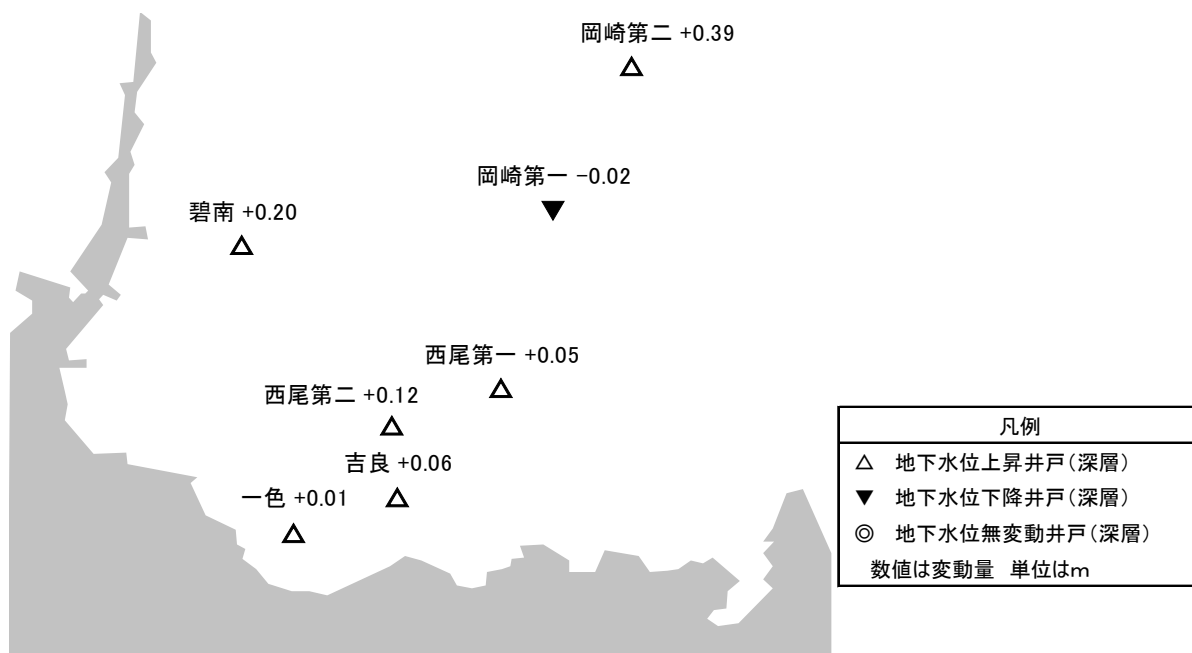 岡崎第二 +0.39
岡崎第一 −0.02
碧南 +0.20
西尾第一 +0.05
西尾第二 +0.12
吉良 +0.06
一色 +0.01
凡例
△ 地下水位上昇井戸(深層)
▼ 地下水位下降井戸(深層)
◎ 地下水位無変動井戸(深層)
数値は変動量 単位はm